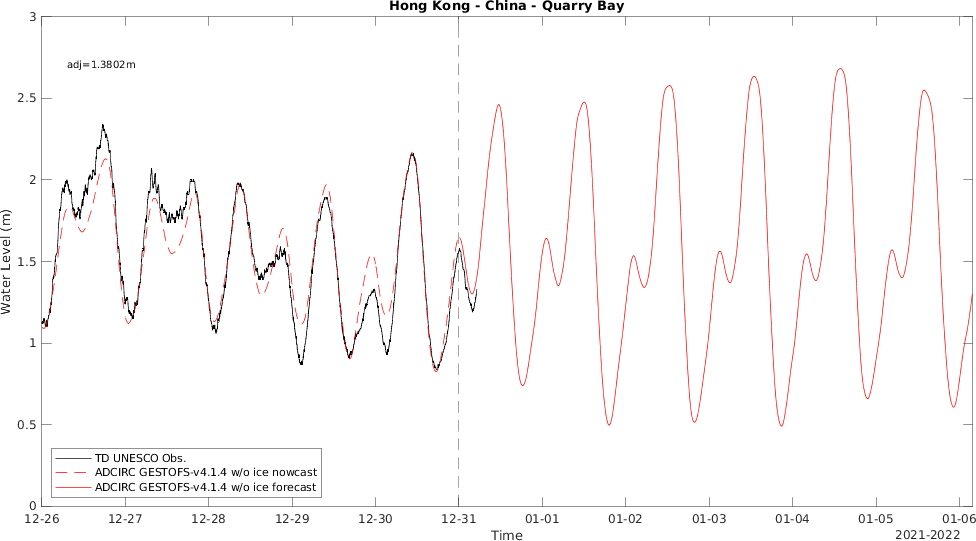 Hong Kong - China - Quarry Bay
adj=1.3802m
3
2.5
2
1.5
1
0.5
0
Water Level (m)
TD UNESCO Obs.
ADCIRC GESTOFS-v4.1.4 w/o ice nowcast
ADCIRC GESTOFS-v4.1.4 w/o ice forecast
12-26 12-27 12-28 12-29 12-30 12-31 01-01 01-02 01-03 01-04 01-05 01-06
Time
2021-2022